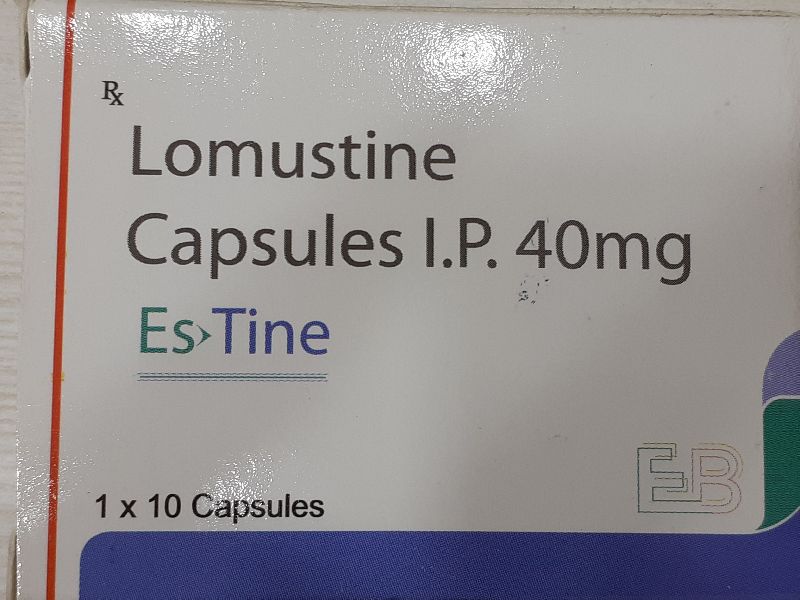 Rx
Lomustine
Capsules I.P. 40mg
Es Tine
1 x 10 Capsules
EB